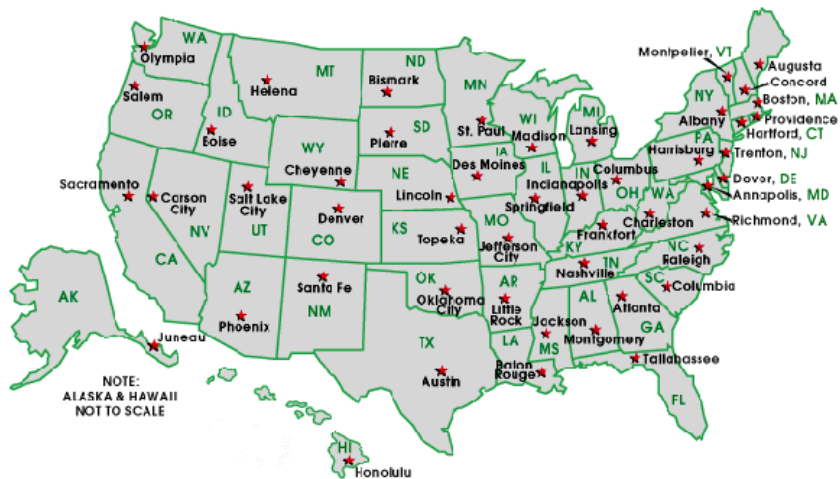 WA
Olympia
Salem
OR
ID
Boise
MT
Helena
ND
Bismark
SD
Pierre
MN
St. Paul
WI
Madison
MI
Lansing
Montpelier, VT
Augusta
Concord
Boston, MA
Providence
Hartford, CT
NY
Albany
PA
Harrisburg
Trenton, NJ
Dover, DE
Annapolis, MD
Richmond, VA
WY
Cheyenne
NE
Lincoln
IA
Des Moines
IL
Springfield
IN
Indianapolis
Columbus
OH
WA
Charleston
Sacramento
Carson
City
NV
CA
Salt Lake
City
UT
Denver
CO
KS
Topeka
MO
Jefferson
City
KY
Frankfort
NC
Raleigh
TN
Nashville
SC
Columbia
AZ
Phoenix
Santa Fe
NM
OK
Oklahoma
City
AR
Little
Rock
TX
Austin
LA
Baton
Rouge
Jackson
MS
AL
Montgomery
Atlanta
GA
Tallabassee
FL
AK
Juneau
NOTE:
ALASKA & HAWAII
NOT TO SCALE
HI
Honolulu